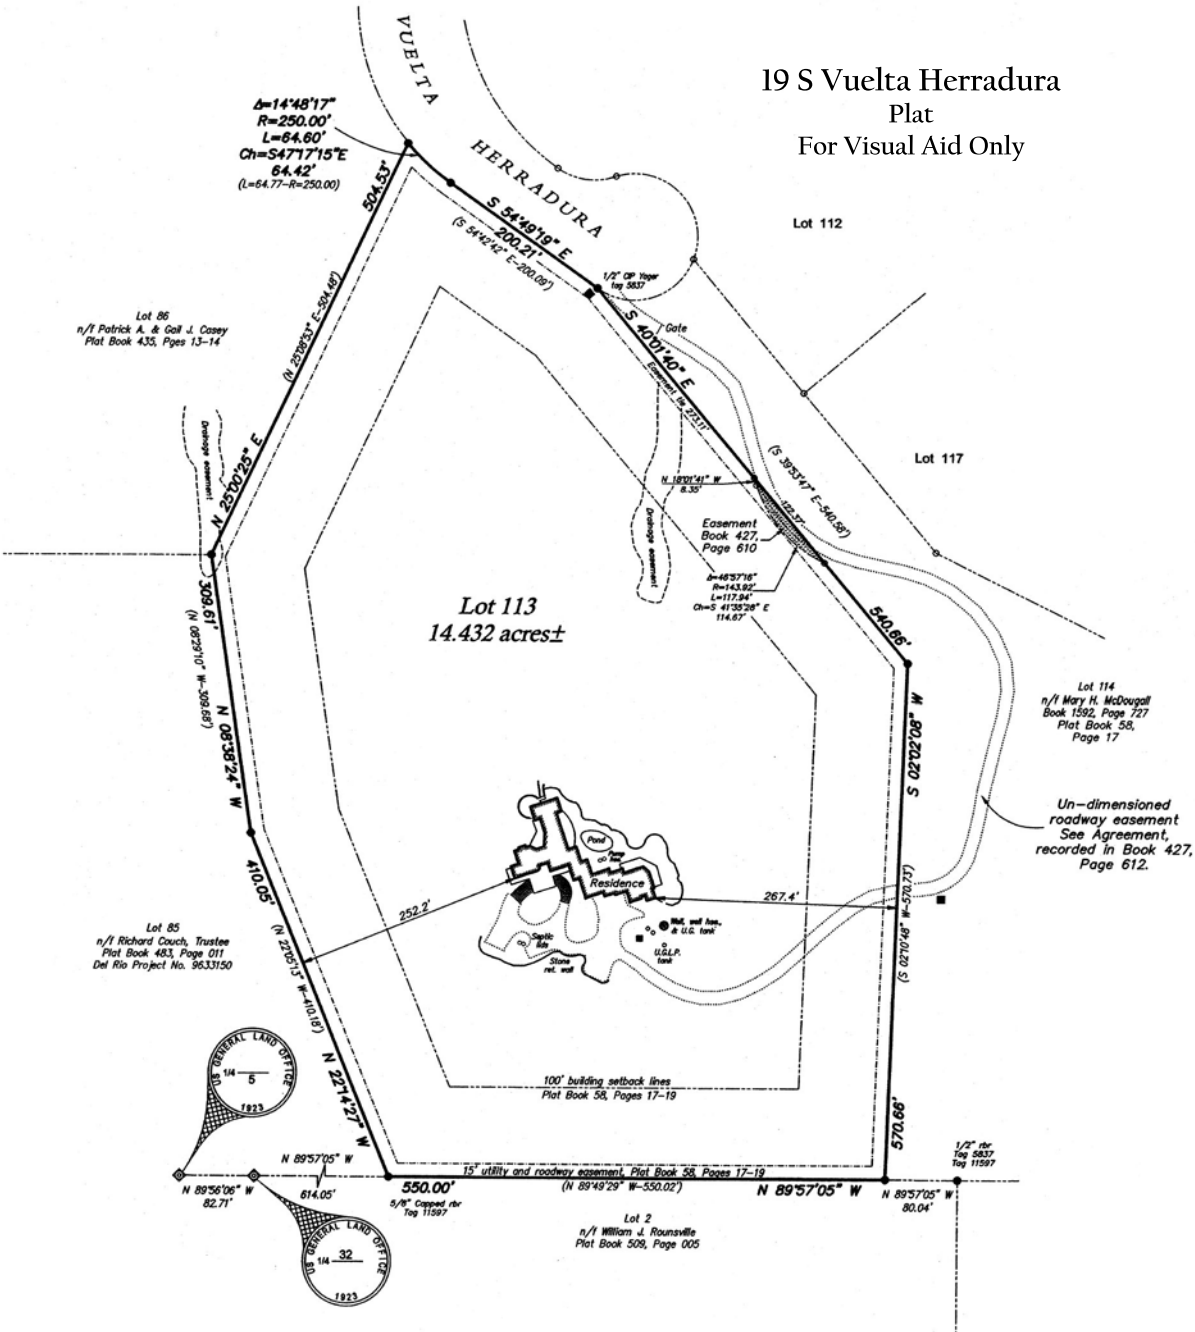 VUELTA
HERRADURA
19 S Vuelta Herradura
Plat
For Visual Aid Only
Δ=14°48'17"
R=250.00'
L=64.60'
Ch=S47°17'15"E
64.42'
(L=64.77-R=250.00)
504.53'
S 54°49'19" E
200.21'
(S 54°42'42" E-200.09')
Lot 112
1/2" CIP Yager
tag 5837
Gate
S 40°01'40" E
Easement tie 273.11'
Lot 86
n/f Patrick A. & Gail J. Casey
Plat Book 435, Pges 13-14
(N 25°08'53" E-504.48')
N 25°00'25" E
Drainage easement
(S 39°53'47" E-540.58')
Lot 117
N 18°01'41" W
8.35'
122.37'
Easement
Book 427,
Page 610
Drainage easement
Δ=46°57'16"
R=143.92'
L=117.94'
Ch=S 41°35'28" E
114.67'
Lot 113
14.432 acres±
309.61'
(N 08°29'10" W-309.68')
N 08°38'24" W
540.66'
S 02°02'08" W
Lot 114
n/f Mary H. McDougall
Book 1592, Page 727
Plat Book 58,
Page 17
Un-dimensioned
roadway easement
See Agreement,
recorded in Book 427,
Page 612.
Pond
Residence
252.2'
267.4'
Septic
lids
Stone
ret. wall
& U.G. tank
U.G.L.P.
tank
410.05'
(N 22°05'13" W-410.18')
N 22°14'27" W
(S 02°10'48" W-570.73')
570.66'
Lot 85
n/f Richard Couch, Trustee
Plat Book 483, Page 011
Del Rio Project No. 9633150
US GENERAL LAND OFFICE
1/4 5
1923
100' building setback lines
Plat Book 58, Pages 17-19
15' utility and roadway easement, Plat Book 58, Pages 17-19
N 89°57'05" W
614.05'
N 89°56'06" W
82.71'
550.00'
5/8" Capped rbr
Tag 11597
(N 89°49'29" W-550.02')
N 89°57'05" W
1/2" rbr
Tag 5837
Tag 11597
N 89°57'05" W
80.04'
Lot 2
n/f William J. Rounsville
Plat Book 509, Page 005
US GENERAL LAND OFFICE
1/4 32
1923